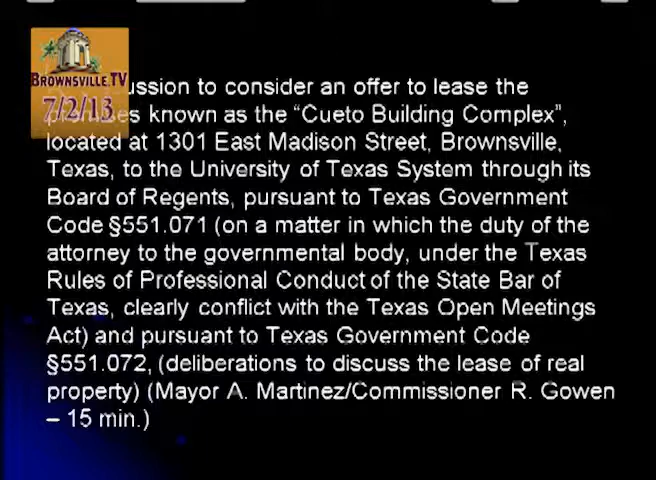 BROWNSVILLE.TV
7/2/13
ussion to consider an offer to lease the
known as the “Cueto Building Complex”,
located at 1301 East Madison Street, Brownsville,
Texas, to the University of Texas System through its
Board of Regents, pursuant to Texas Government
Code §551.071 (on a matter in which the duty of the
attorney to the governmental body, under the Texas
Rules of Professional Conduct of the State Bar of
Texas, clearly conflict with the Texas Open Meetings
Act) and pursuant to Texas Government Code
§551.072, (deliberations to discuss the lease of real
property) (Mayor A. Martinez/Commissioner R. Gowen
– 15 min.)